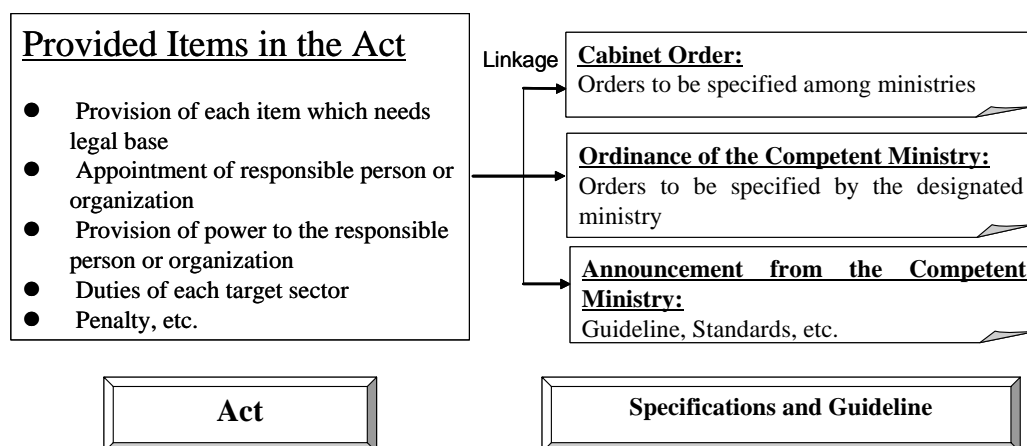 Provided Items in the Act
● Provision of each item which needs
legal base
● Appointment of responsible person or
organization
● Provision of power to the responsible
person or organization
● Duties of each target sector
● Penalty, etc.
Linkage
Cabinet Order:
Orders to be specified among ministries
Ordinance of the Competent Ministry:
Orders to be specified by the designated
ministry
Announcement from the Competent
Ministry:
Guideline, Standards, etc.
Act
Specifications and Guideline